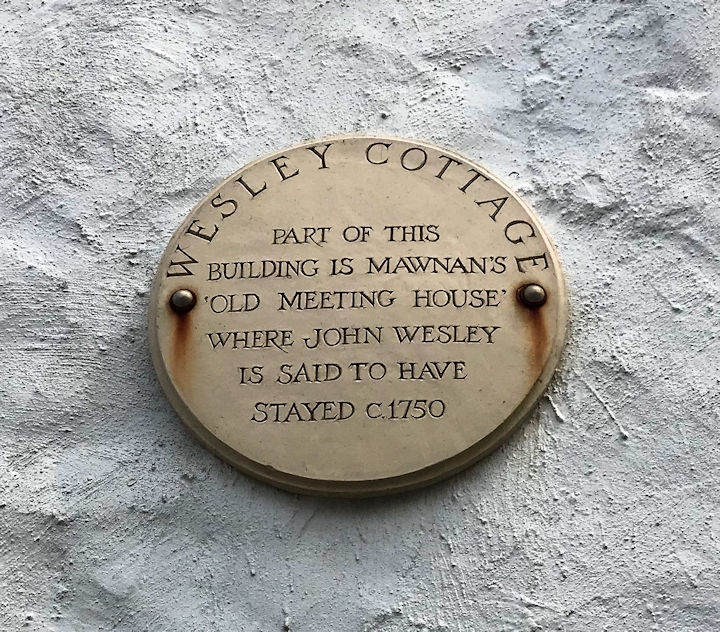 WESLEY COTTAGE
PART OF THIS
BUILDING IS MAWNAN'S
'OLD MEETING HOUSE'
WHERE JOHN WESLEY
IS SAID TO HAVE
STAYED C.1750